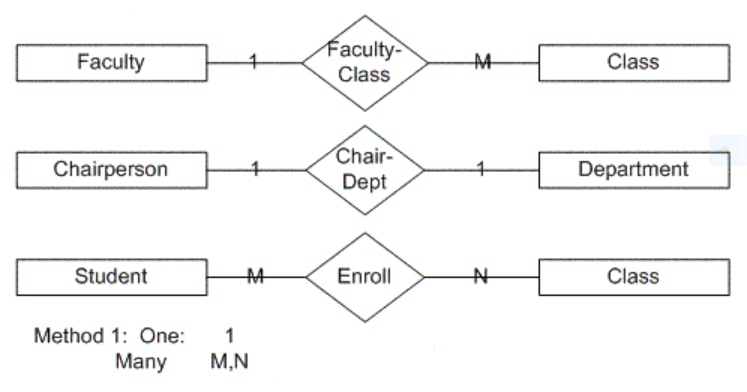 Faculty 1 Faculty- M Class
Class
Chairperson 1 Chair- 1 Department
Dept
Student M Enroll N Class
Method 1: One: 1
Many M,N